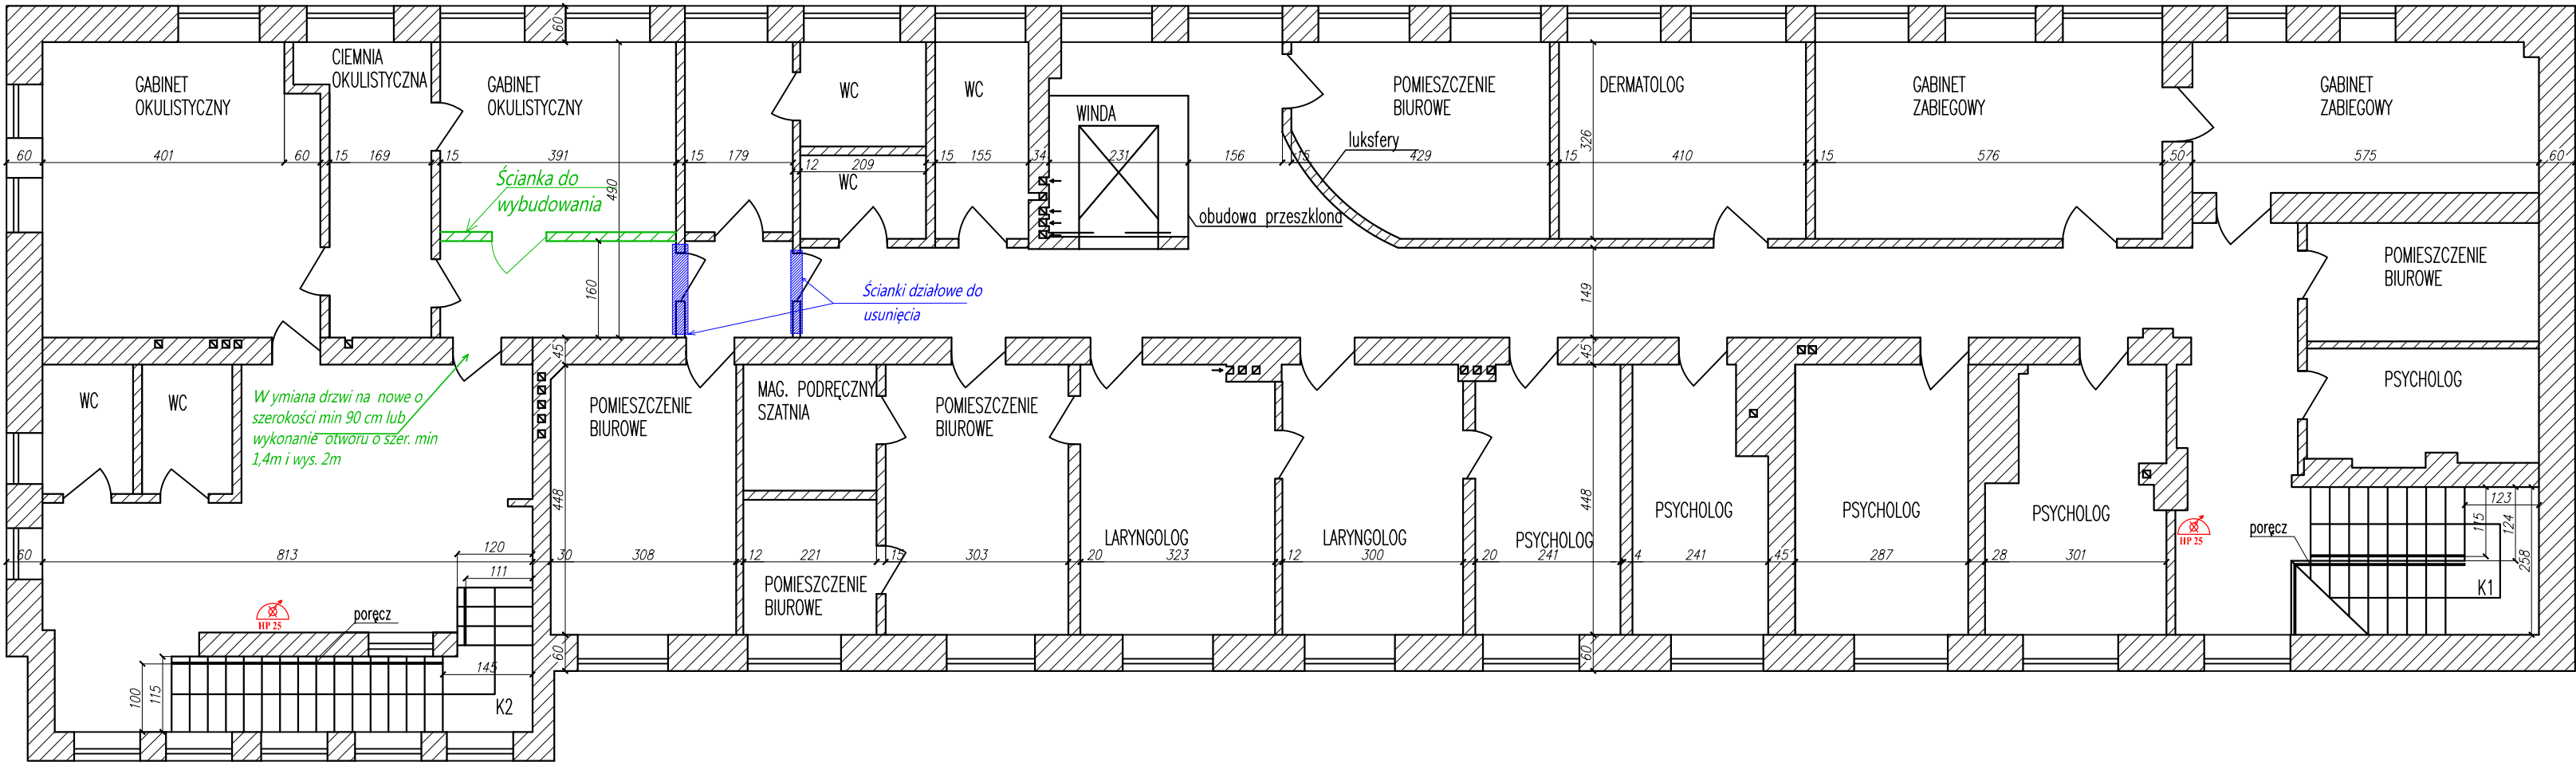 60
CIEMNIA
OKULISTYCZNA
GABINET
OKULISTYCZNY
GABINET
OKULISTYCZNY
WC
WC
WINDA
POMIESZCZENIE
BIUROWE
DERMATOLOG
GABINET
ZABIEGOWY
GABINET
ZABIEGOWY
luksfery
326
60 401 60 15 169 15 391 15 179 12 209 15 155 34 231 156 15 429 15 410 15 576 50 575 60
WC
Ścianka do
wybudowania
490
obudowa przeszklona
160
Ścianki działowe do
usunięcia
149
POMIESZCZENIE
BIUROWE
45
45
WC
WC
Wymiana drzwi na nowe o
szerokości min 90 cm lub
wykonanie otworu o szer. min
1,4m i wys. 2m
POMIESZCZENIE
BIUROWE
MAG. PODRĘCZNY
SZATNIA
POMIESZCZENIE
BIUROWE
PSYCHOLOG
448
448
LARYNGOLOG
LARYNGOLOG
PSYCHOLOG
PSYCHOLOG
PSYCHOLOG
PSYCHOLOG
HP 25
poręcz
123
115
124
258
K1
60 813 120 30 308 12 221 15 303 20 323 12 300 20 241 4 241 45 287 28 301
111
POMIESZCZENIE
BIUROWE
HP 25
poręcz
60
60
145
100
115
K2